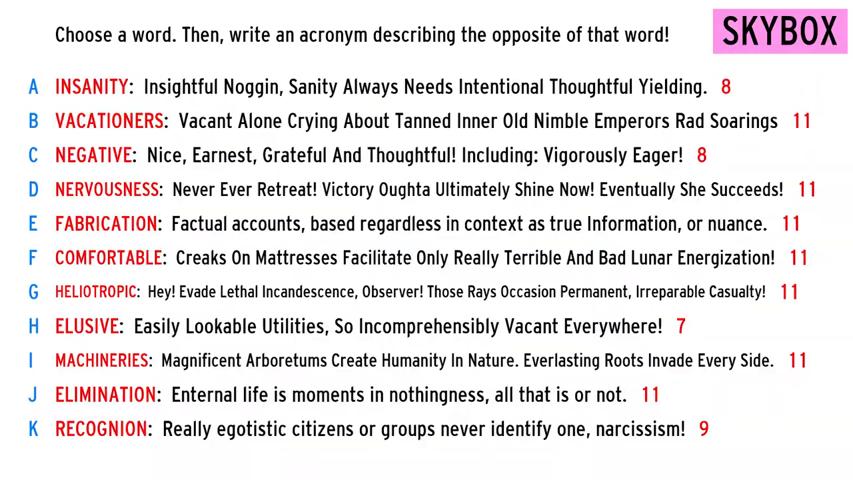 Choose a word. Then, write an acronym describing the opposite of that word!
SKYBOX
A INSANITY: Insightful Noggin, Sanity Always Needs Intentional Thoughtful Yielding. 8
B VACATIONERS: Vacant Alone Crying About Tanned Inner Old Nimble Emperors Rad Soarings 11
C NEGATIVE: Nice, Earnest, Grateful And Thoughtful! Including: Vigorously Eager! 8
D NERVOUSNESS: Never Ever Retreat! Victory Oughta Ultimately Shine Now! Eventually She Succeeds! 11
E FABRICATION: Factual accounts, based regardless in context as true Information, or nuance. 11
F COMFORTABLE: Creaks On Mattresses Facilitate Only Really Terrible And Bad Lunar Energization! 11
G HELIOTROPIC: Hey! Evade Lethal Incandescence, Observer! Those Rays Occasion Permanent, Irreparable Casualty! 11
H ELUSIVE: Easily Lookable Utilities, So Incomprehensibly Vacant Everywhere! 7
I MACHINERIES: Magnificent Arboretums Create Humanity In Nature. Everlasting Roots Invade Every Side. 11
J ELIMINATION: Enternal life is moments in nothingness, all that is or not. 11
K RECOGNION: Really egotistic citizens or groups never identify one, narcissism! 9